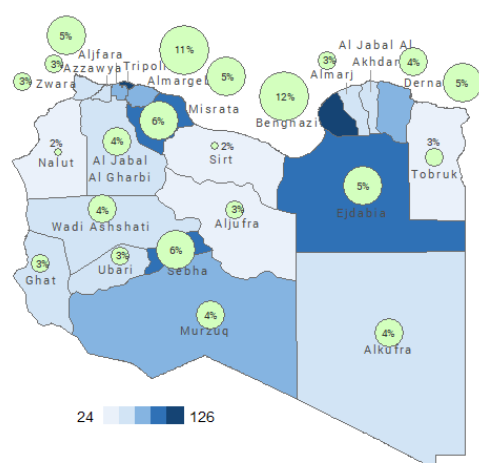 5%
Aljfara
3%
Azzawya
Tripoli
11%
3%
Zwara
Almargeb
5%
Misrata
6%
12%
Benghazi
3%
Almarj
Al Jabal Al
Akhdar
4%
Derna
5%
2%
Nalut
4%
Al Jabal
Al Gharbi
2%
Sirt
3%
Tobruk
5%
Ejdabia
4%
Wadi Ashshati
3%
Aljufra
3%
Ghat
3%
Ubari
6%
Sebha
4%
Murzuq
4%
Alkufra
24 126